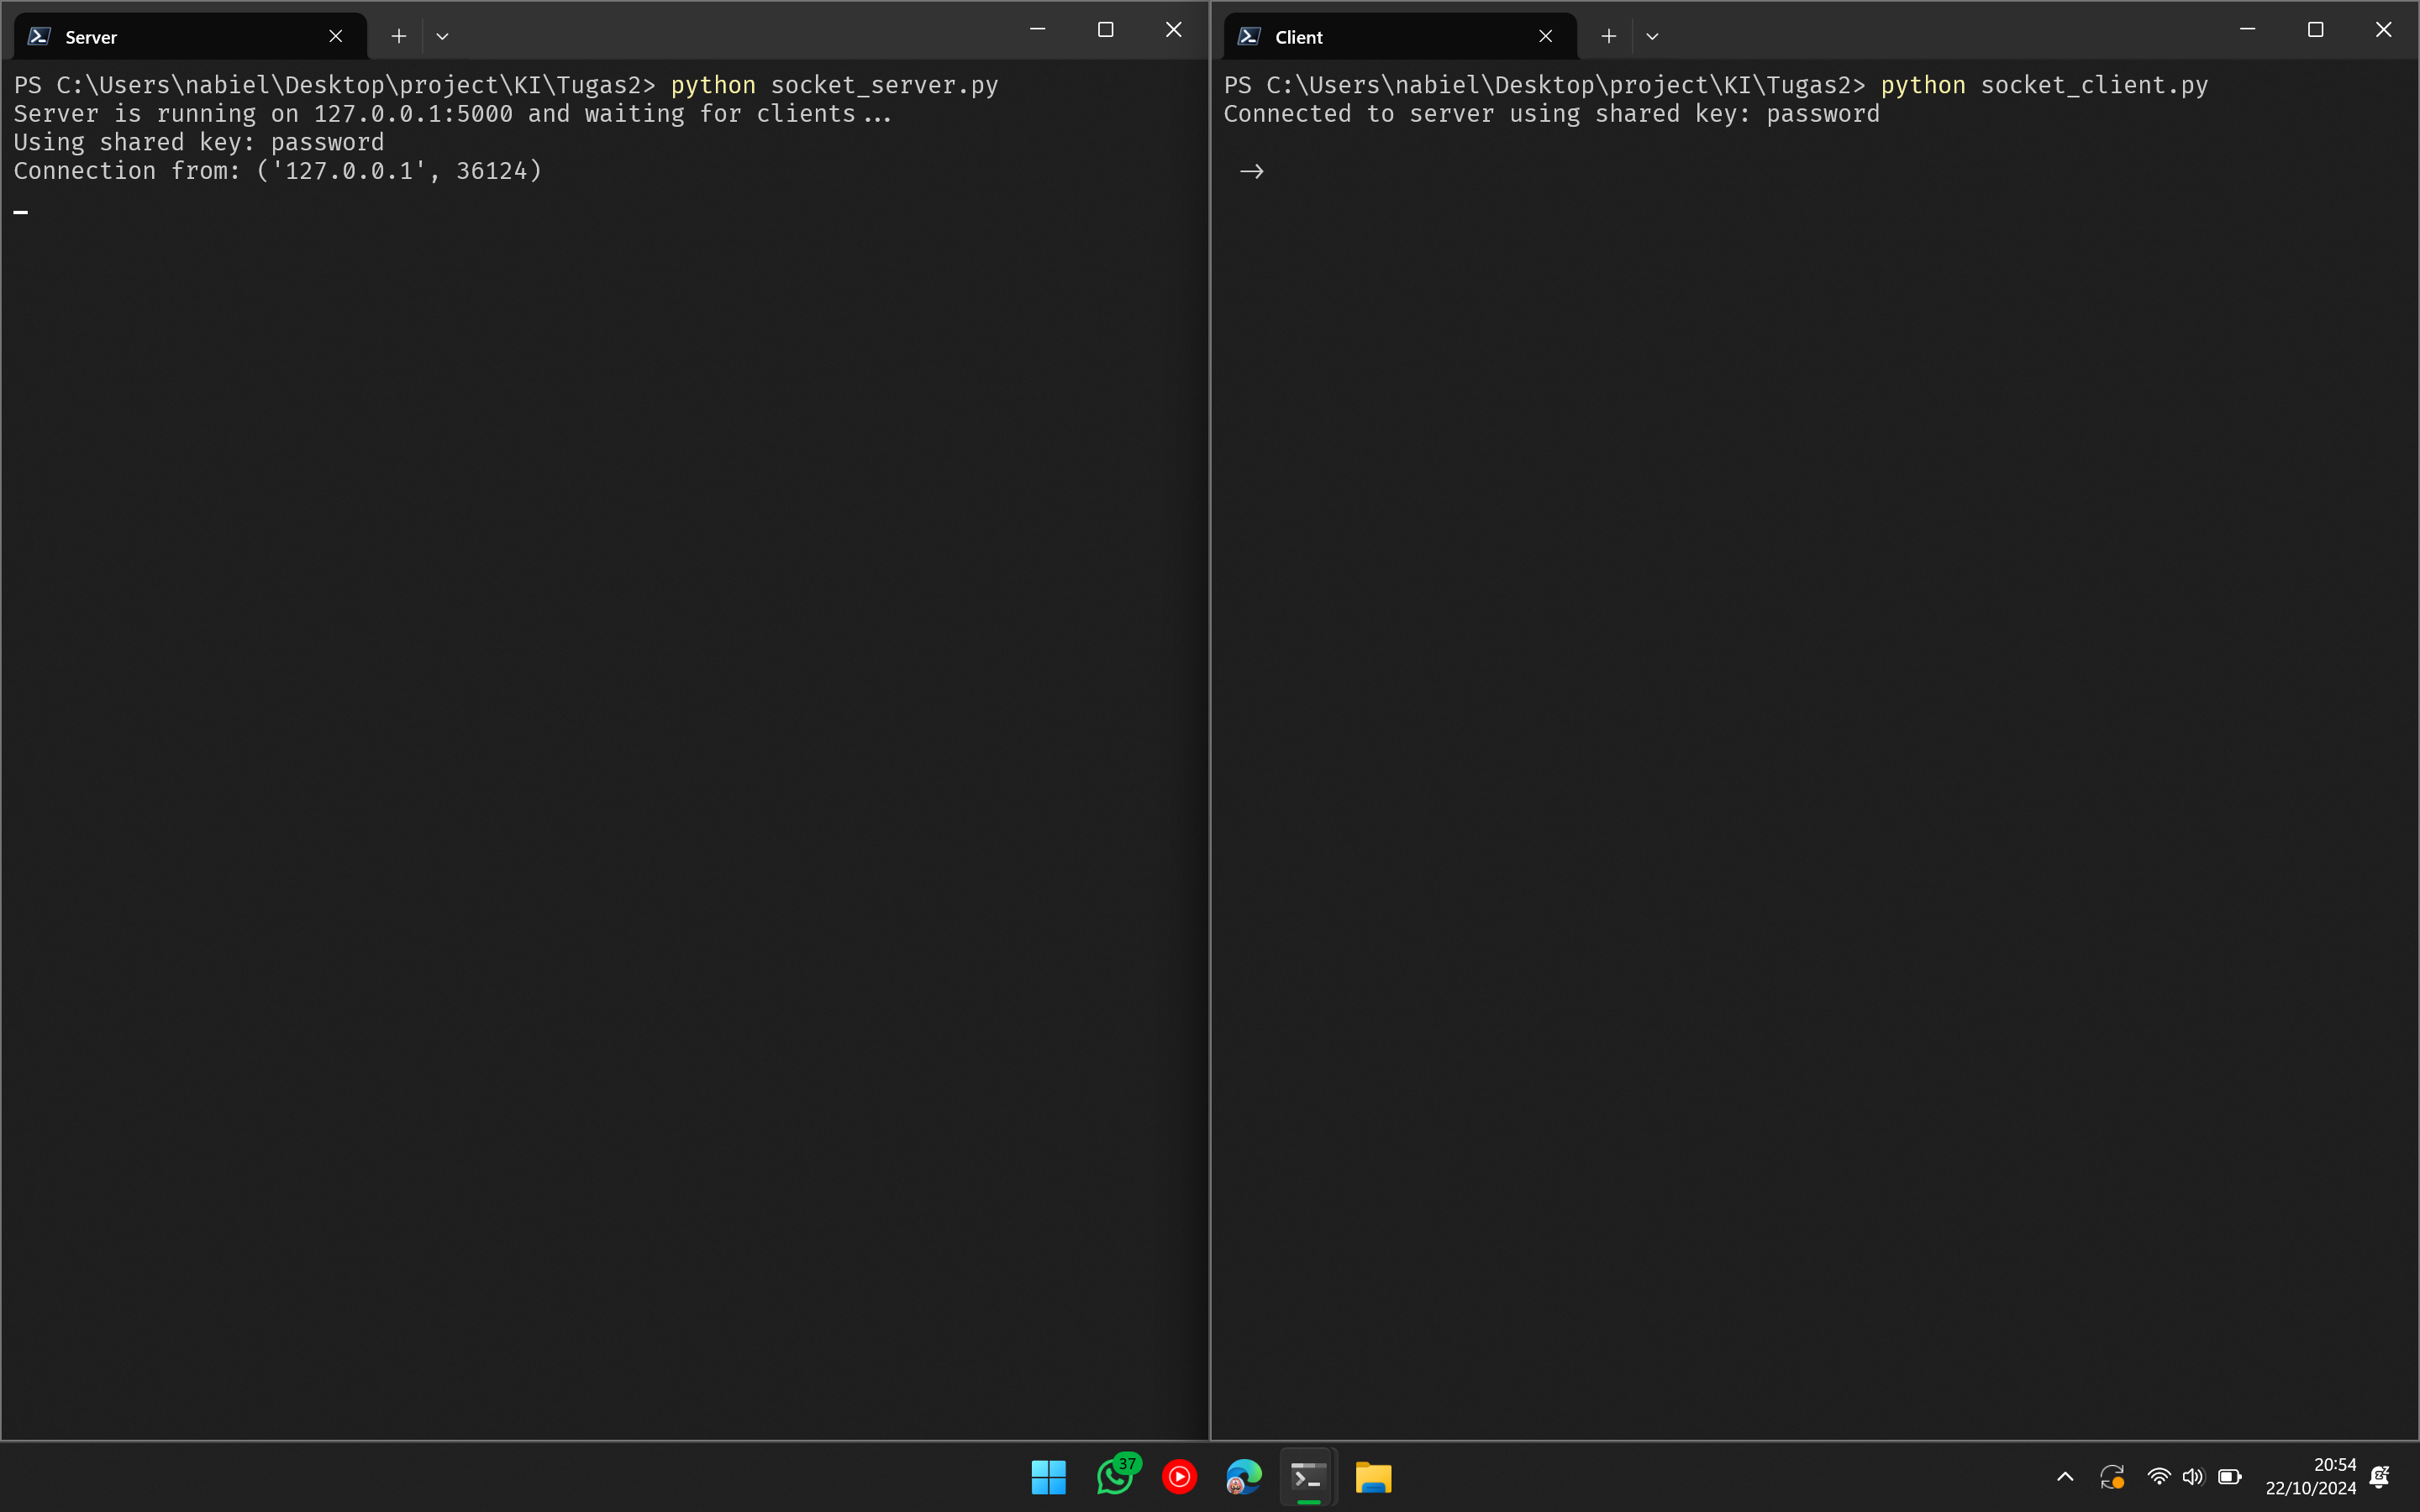 Server
PS C:\Users\nabiel\Desktop\project\KI\Tugas2> python socket_server.py
Server is running on 127.0.0.1:5000 and waiting for clients...
Using shared key: password
Connection from: ('127.0.0.1', 36124)
Client
PS C:\Users\nabiel\Desktop\project\KI\Tugas2> python socket_client.py
Connected to server using shared key: password
→
37
20:54
22/10/2024